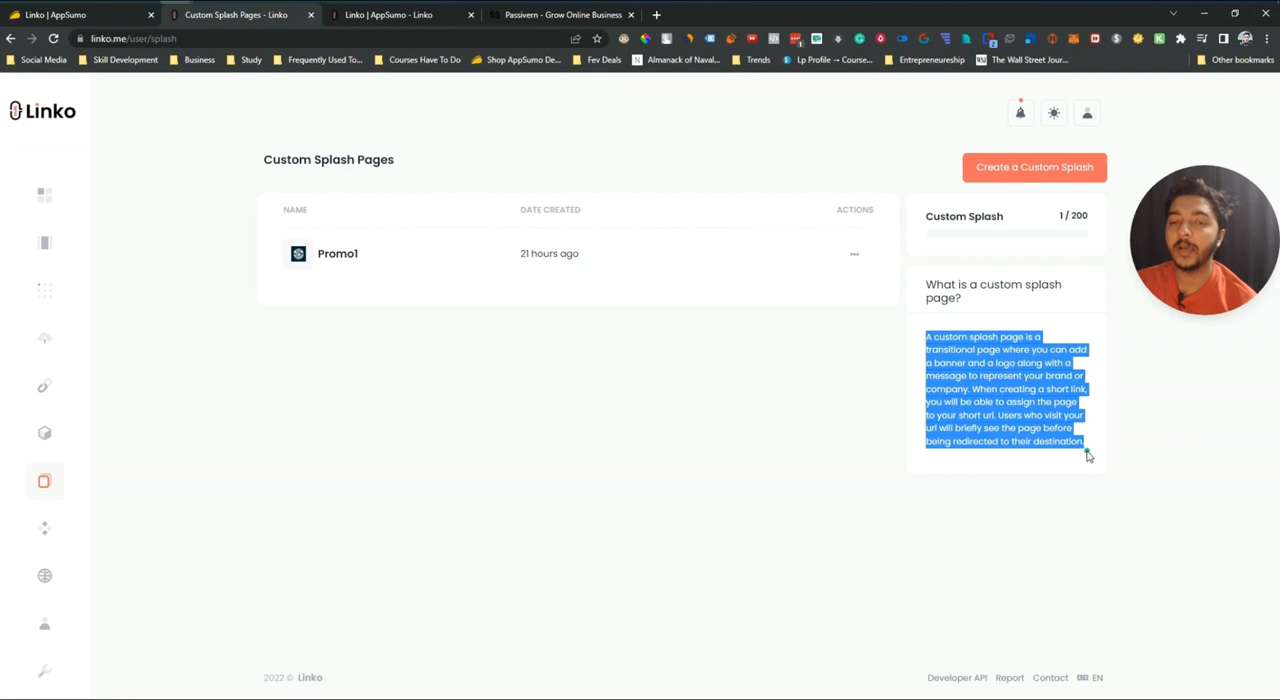 Linko | AppSumo
Custom Splash Pages - Linko
Linko | AppSumo - Linko
Passivern - Grow Online Business
linko.me/user/splash
Social Media
Skill Development
Business
Study
Frequently Used To...
Courses Have To Do
Shop AppSumo De...
Fev Deals
Almanack of Naval...
Trends
Lp Profile → Course...
Entrepreneurship
The Wall Street Jour...
Other bookmarks
Linko
Custom Splash Pages
Create a Custom Splash
NAME
DATE CREATED
ACTIONS
Promo1
21 hours ago
Custom Splash
1 / 200
What is a custom splash
page?
A custom splash page is a
transitional page where you can add
a banner and a logo along with a
message to represent your brand or
company. When creating a short link,
you will be able to assign the page
to your short url. Users who visit your
url will briefly see the page before
being redirected to their destination.
2022 © Linko
Developer API
Report
Contact
EN